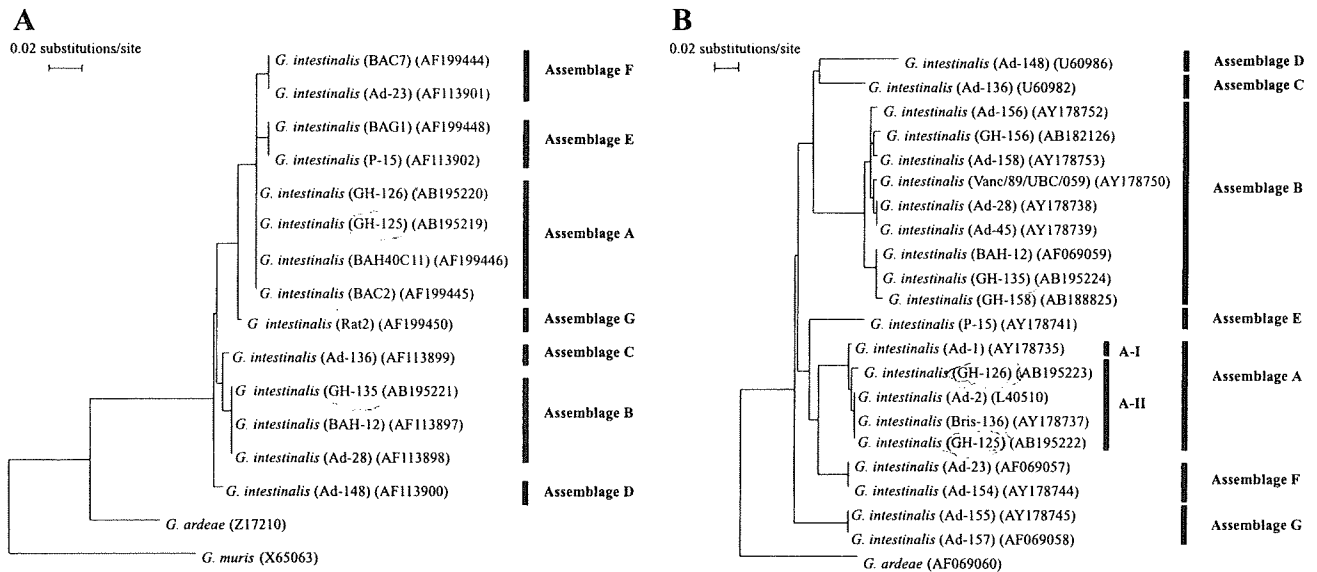 A
0.02 substitutions/site
G. intestinalis (BAC7) (AF199444)
G. intestinalis (Ad-23) (AF113901)
Assemblage F
G. intestinalis (BAG1) (AF199448)
G. intestinalis (P-15) (AF113902)
Assemblage E
G. intestinalis (GH-126) (AB195220)
G. intestinalis (GH-125) (AB195219)
G. intestinalis (BAH40C11) (AF199446)
G. intestinalis (BAC2) (AF199445)
Assemblage A
G. intestinalis (Rat2) (AF199450)
Assemblage G
G. intestinalis (Ad-136) (AF113899)
Assemblage C
G. intestinalis (GH-135 (AB195221)
G. intestinalis (BAH-12) (AF113897)
G. intestinalis (Ad-28) (AF113898)
Assemblage B
G. intestinalis (Ad-148) (AF113900)
Assemblage D
G. ardeae (Z17210)
G. muris (X65063)
B
0.02 substitutions/site
G. intestinalis (Ad-148) (U60986)
Assemblage D
G. intestinalis (Ad-136) (U60982)
Assemblage C
G. intestinalis (Ad-156) (AY178752)
G. intestinalis (GH-156) (AB182126)
G. intestinalis (Ad-158) (AY178753)
G. intestinalis (Vanc/89/UBC/059) (AY178750)
G. intestinalis (Ad-28) (AY178738)
G. intestinalis (Ad-45) (AY178739)
G. intestinalis (BAH-12) (AF069059)
G. intestinalis (GH-135) (AB195224)
G. intestinalis (GH-158) (AB188825)
Assemblage B
G. intestinalis (P-15) (AY178741)
Assemblage E
G. intestinalis (Ad-1) (AY178735)
A-I
G. intestinalis (GH-126) (AB195223)
G. intestinalis (Ad-2) (L40510)
G. intestinalis (Bris-136) (AY178737)
G. intestinalis (GH-125) (AB195222)
A-II
Assemblage A
G. intestinalis (Ad-23) (AF069057)
G. intestinalis (Ad-154) (AY178744)
Assemblage F
G. intestinalis (Ad-155) (AY178745)
G. intestinalis (Ad-157) (AF069058)
Assemblage G
G. ardeae (AF069060)